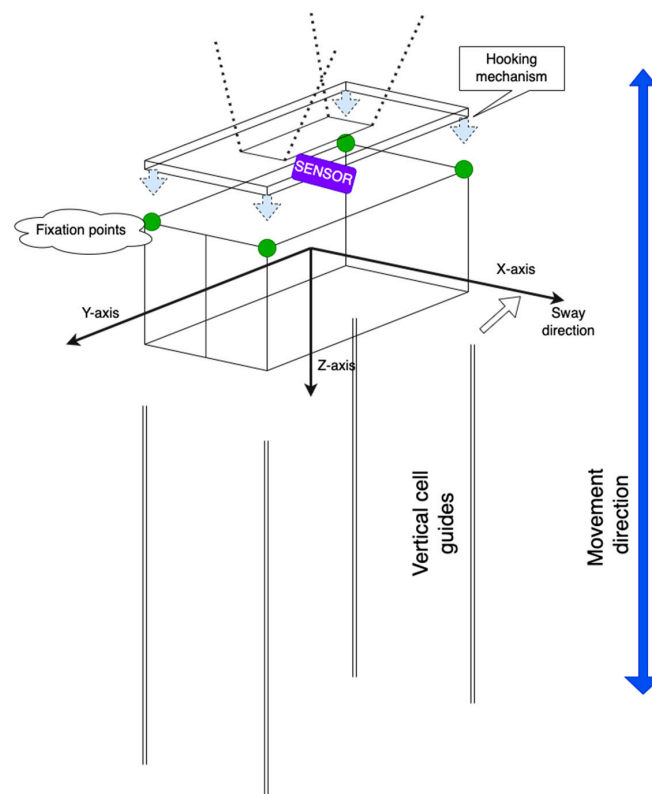 Hooking
mechanism
SENSOR
Fixation points
X-axis
Y-axis
Sway
direction
Z-axis
Vertical cell
guides
Movement
direction